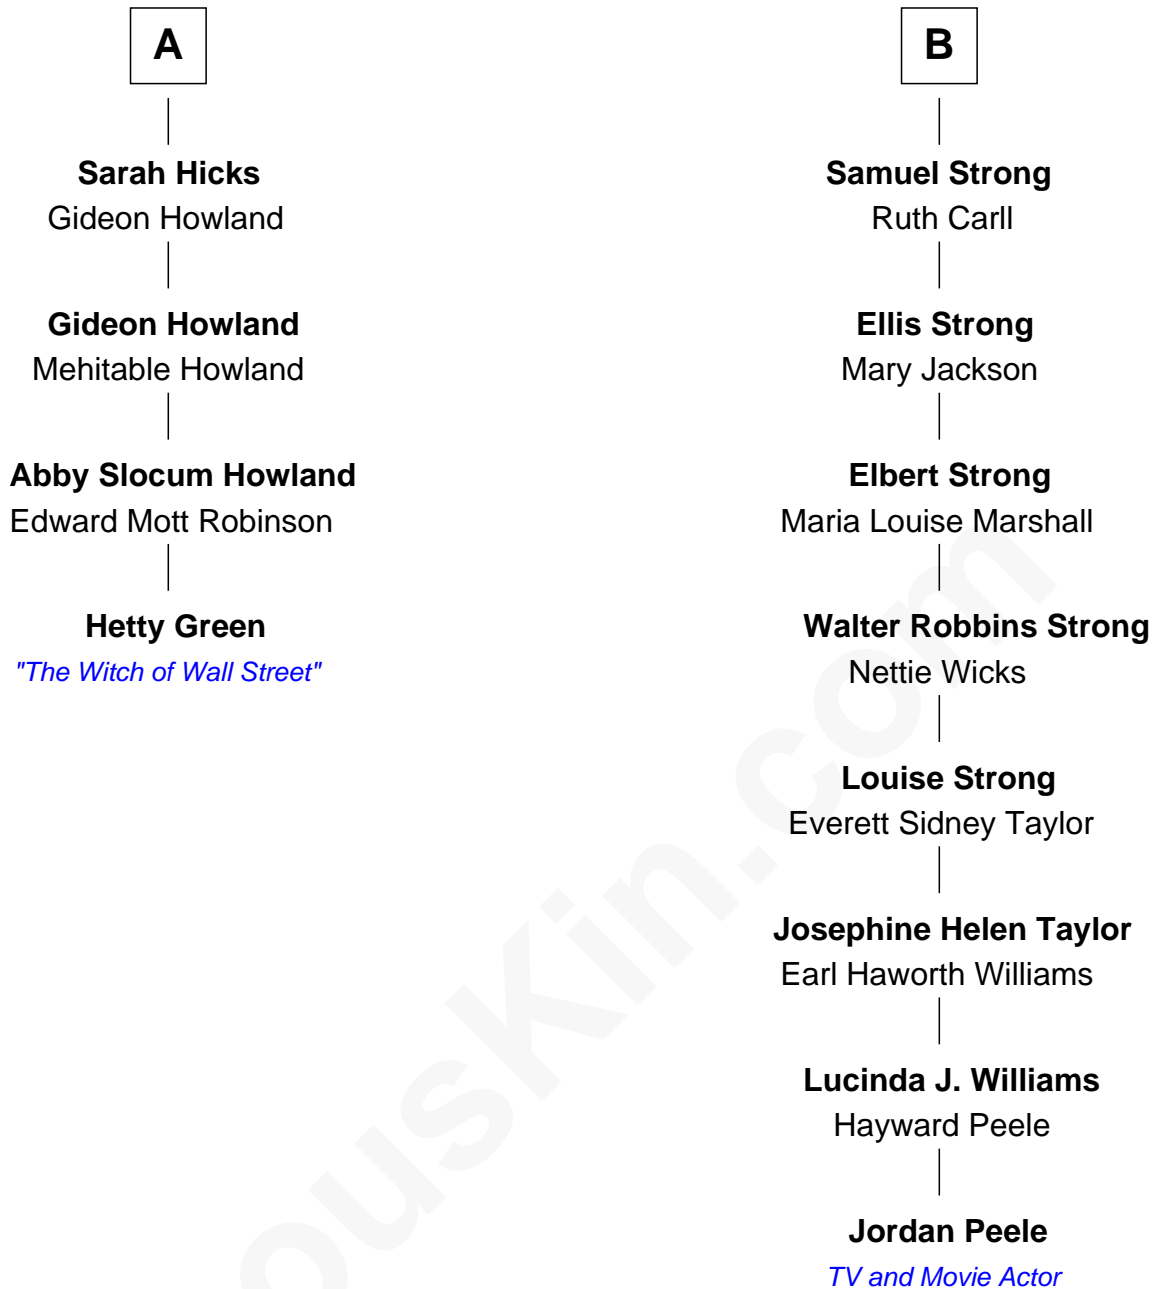 A
Sarah Hicks
Gideon Howland
Gideon Howland
Mehitable Howland
Abby Slocum Howland
Edward Mott Robinson
Hetty Green
"The Witch of Wall Street"
B
Samuel Strong
Ruth Carll
Ellis Strong
Mary Jackson
Elbert Strong
Maria Louise Marshall
Walter Robbins Strong
Nettie Wicks
Louise Strong
Everett Sidney Taylor
Josephine Helen Taylor
Earl Haworth Williams
Lucinda J. Williams
Hayward Peele
Jordan Peele
TV and Movie Actor
ousKin.com